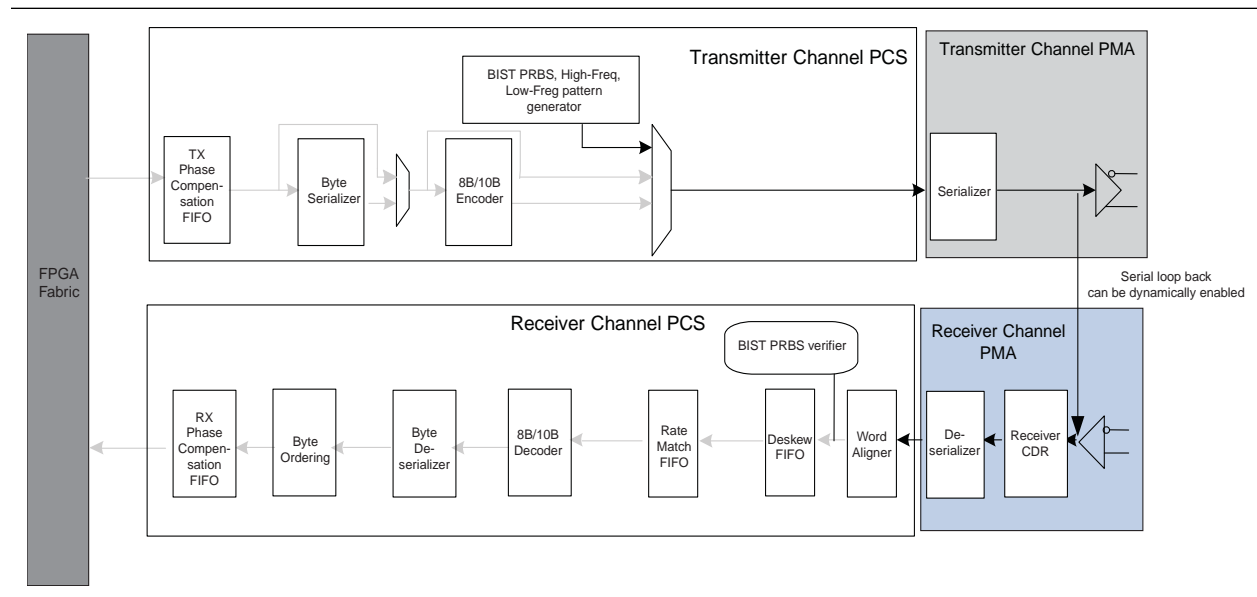 Transmitter Channel PCS
Transmitter Channel PMA
BIST PRBS, High-Freq,
Low-Freg pattern
generator
TX
Phase
Compen-
sation
FIFO
Byte
Serializer
8B/10B
Encoder
Serializer
FPGA
Fabric
Serial loop back
can be dynamically enabled
Receiver Channel PCS
Receiver Channel
PMA
BIST PRBS verifier
RX
Phase
Compen-
sation
FIFO
Byte
Ordering
Byte
De-
serializer
8B/10B
Decoder
Rate
Match
FIFO
Deskew
FIFO
Word
Aligner
De-
serializer
Receiver
CDR